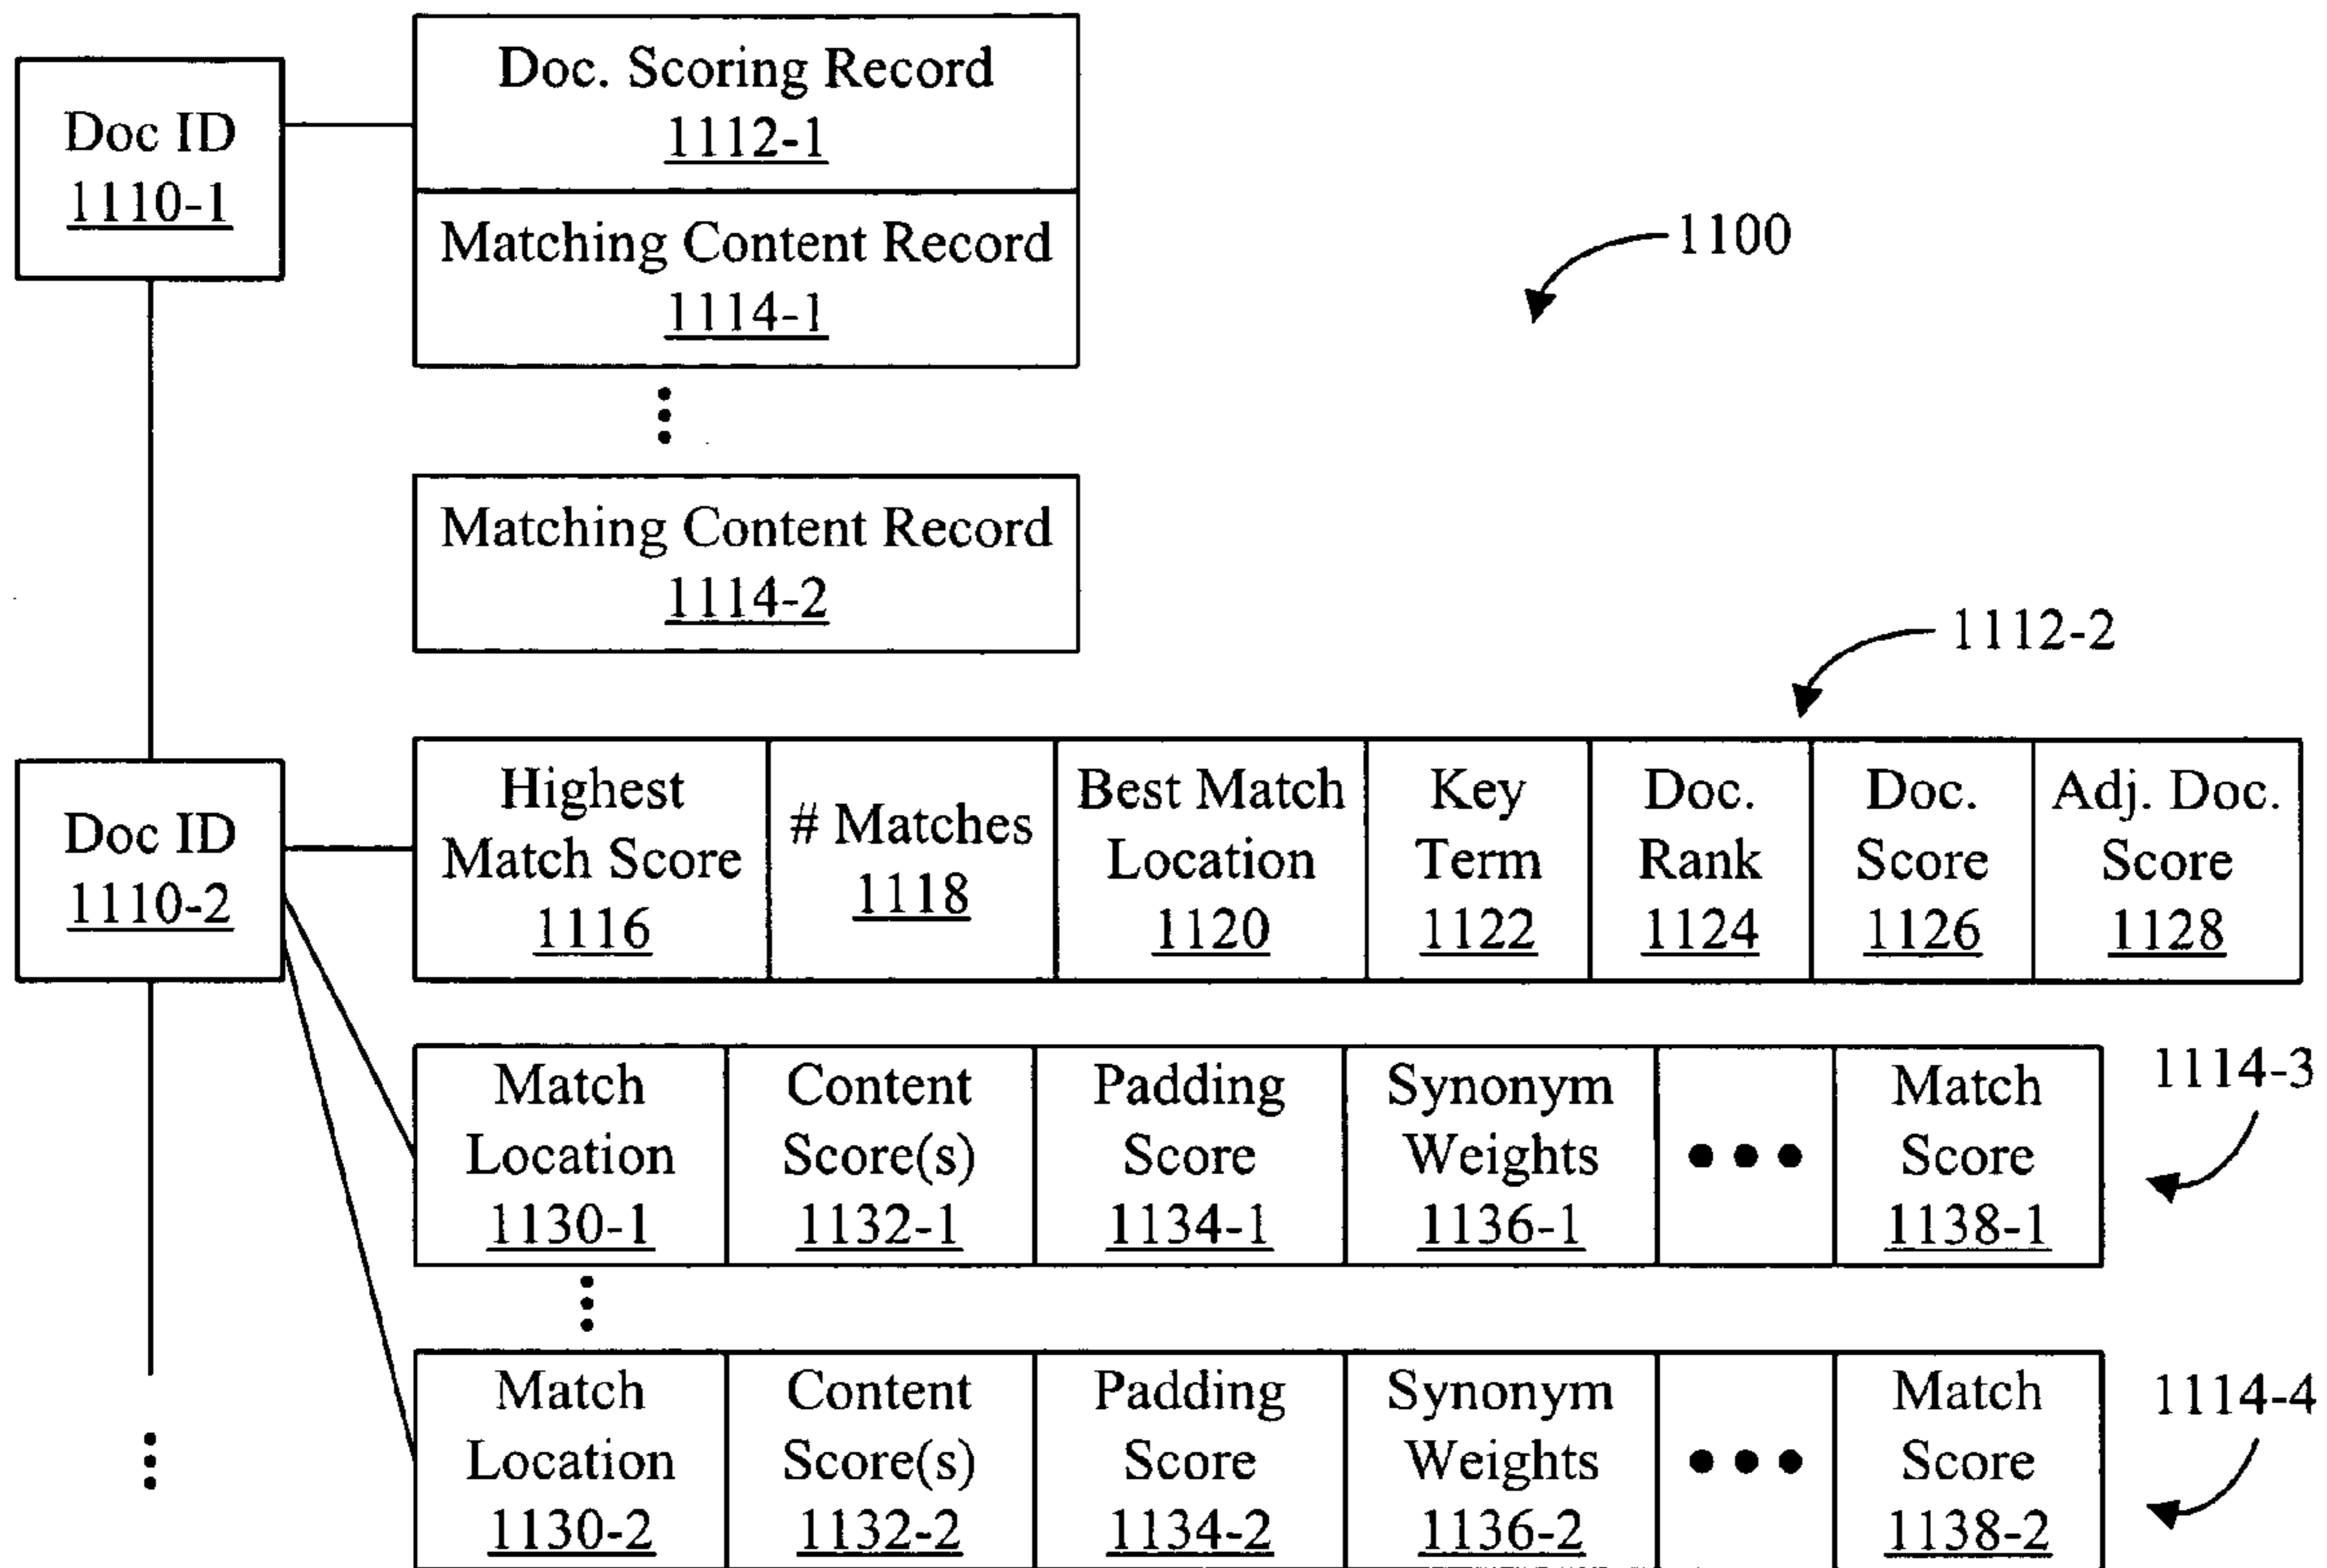 Doc. Scoring Record
1112-1
Doc ID
1110-1
Matching Content Record
1114-1
1100
Matching Content Record
1114-2
1112-2
Doc ID
1110-2
Highest
Match Score
1116
# Matches
1118
Best Match
Location
1120
Key
Term
1122
Doc.
Rank
1124
Doc.
Score
1126
Adj. Doc.
Score
1128
Match
Location
1130-1
Content
Score(s)
1132-1
Padding
Score
1134-1
Synonym
Weights
1136-1
Match
Score
1138-1
1114-3
Match
Location
1130-2
Content
Score(s)
1132-2
Padding
Score
1134-2
Synonym
Weights
1136-2
Match
Score
1138-2
1114-4